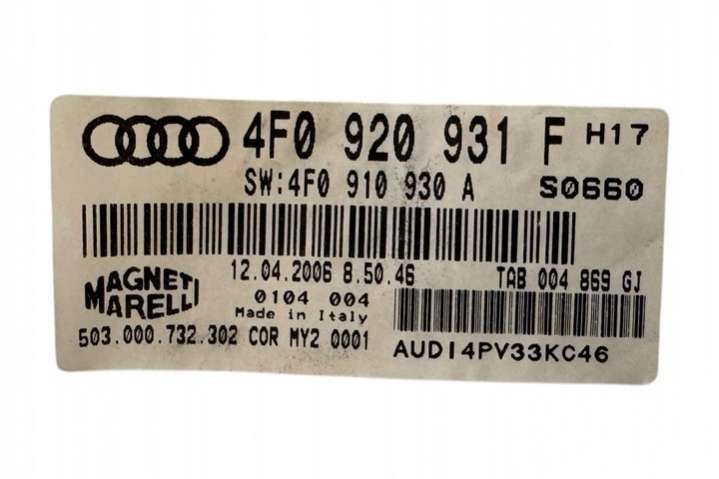 4F0 920 931 F H17
SW:4F0 910 930 A S0660
12.04.2006 8.50.46 TAB 004 869 GJ
MAGNETI
MARELLI
0104 004
Made in Italy
503.000.732.302 COR MY2 0001
AUDI4PV33KC46